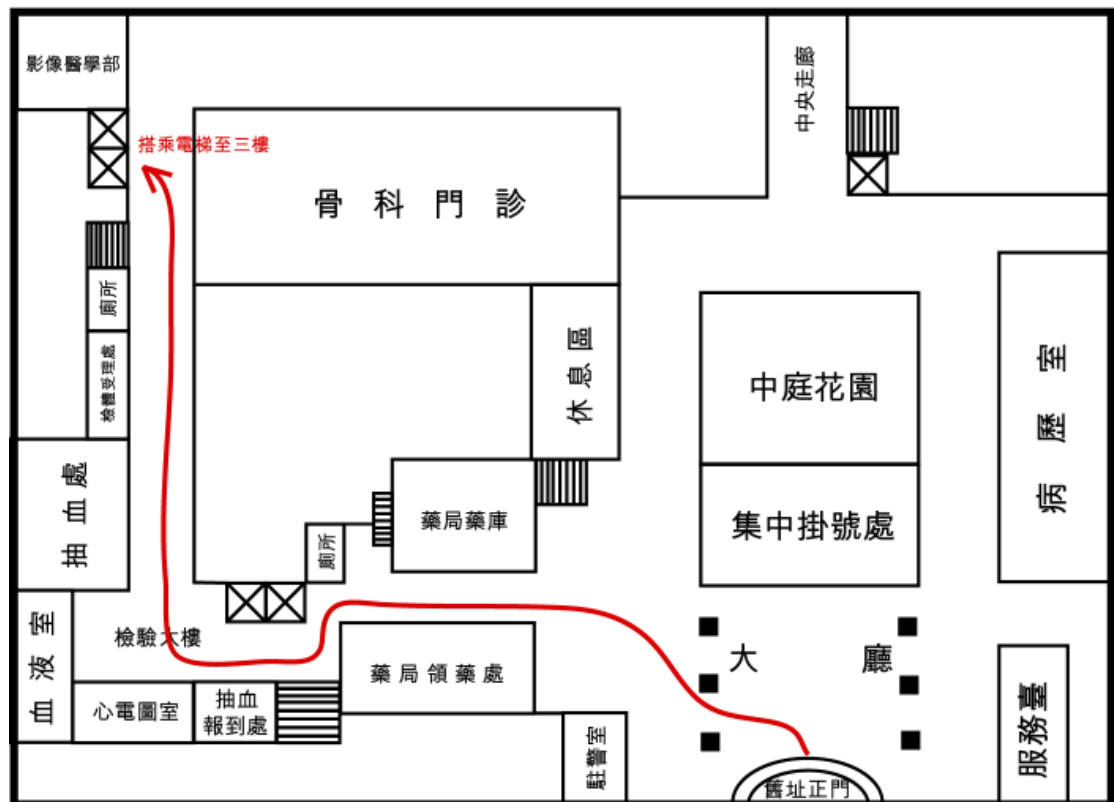 影像醫學部
中央走廊
搭乘電梯至三樓
骨科門診
廁所
休息區
檢體受理處
中庭花園
病歷室
抽血處
藥局藥庫
集中掛號處
廁所
血液室
檢驗大樓
大廳
藥局領藥處
心電圖室
抽血
報到處
駐警室
服務臺
舊址正門